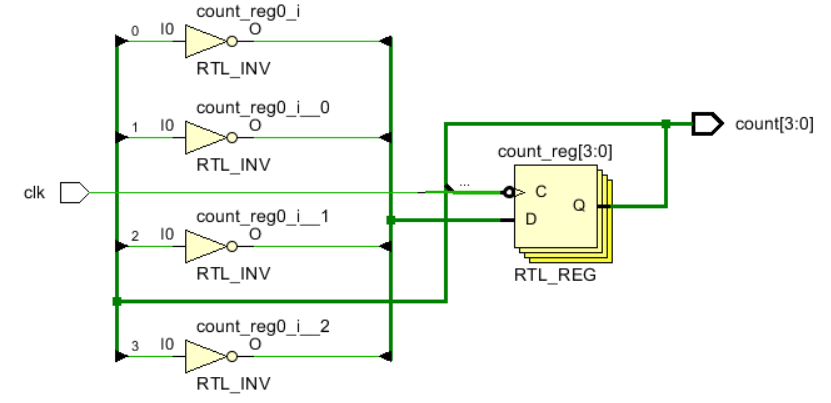 count_reg0_i
0 I0 O
RTL_INV
count_reg0_i__0
1 I0 O
RTL_INV
count[3:0]
count_reg[3:0]
clk
...
C
Q
D
count_reg0_i__1
2 I0 O
RTL_INV
RTL_REG
count_reg0_i__2
3 I0 O
RTL_INV